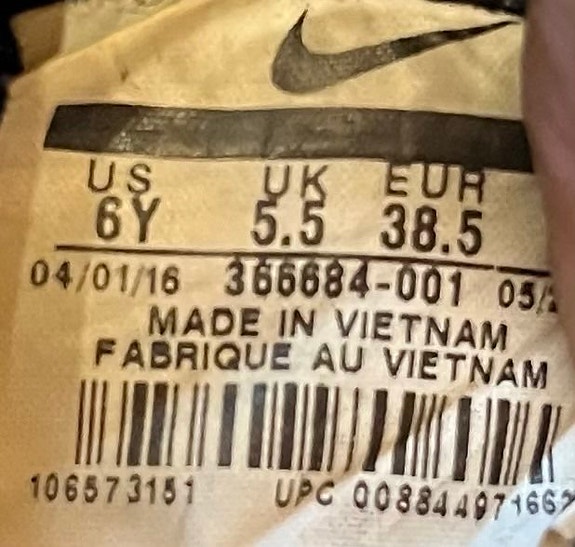 US UK EUR
6Y 5.5 38.5
04/01/16 366684-001 05/
MADE IN VIETNAM
FABRIQUE AU VIETNAM
106573151 UPC 00884497166